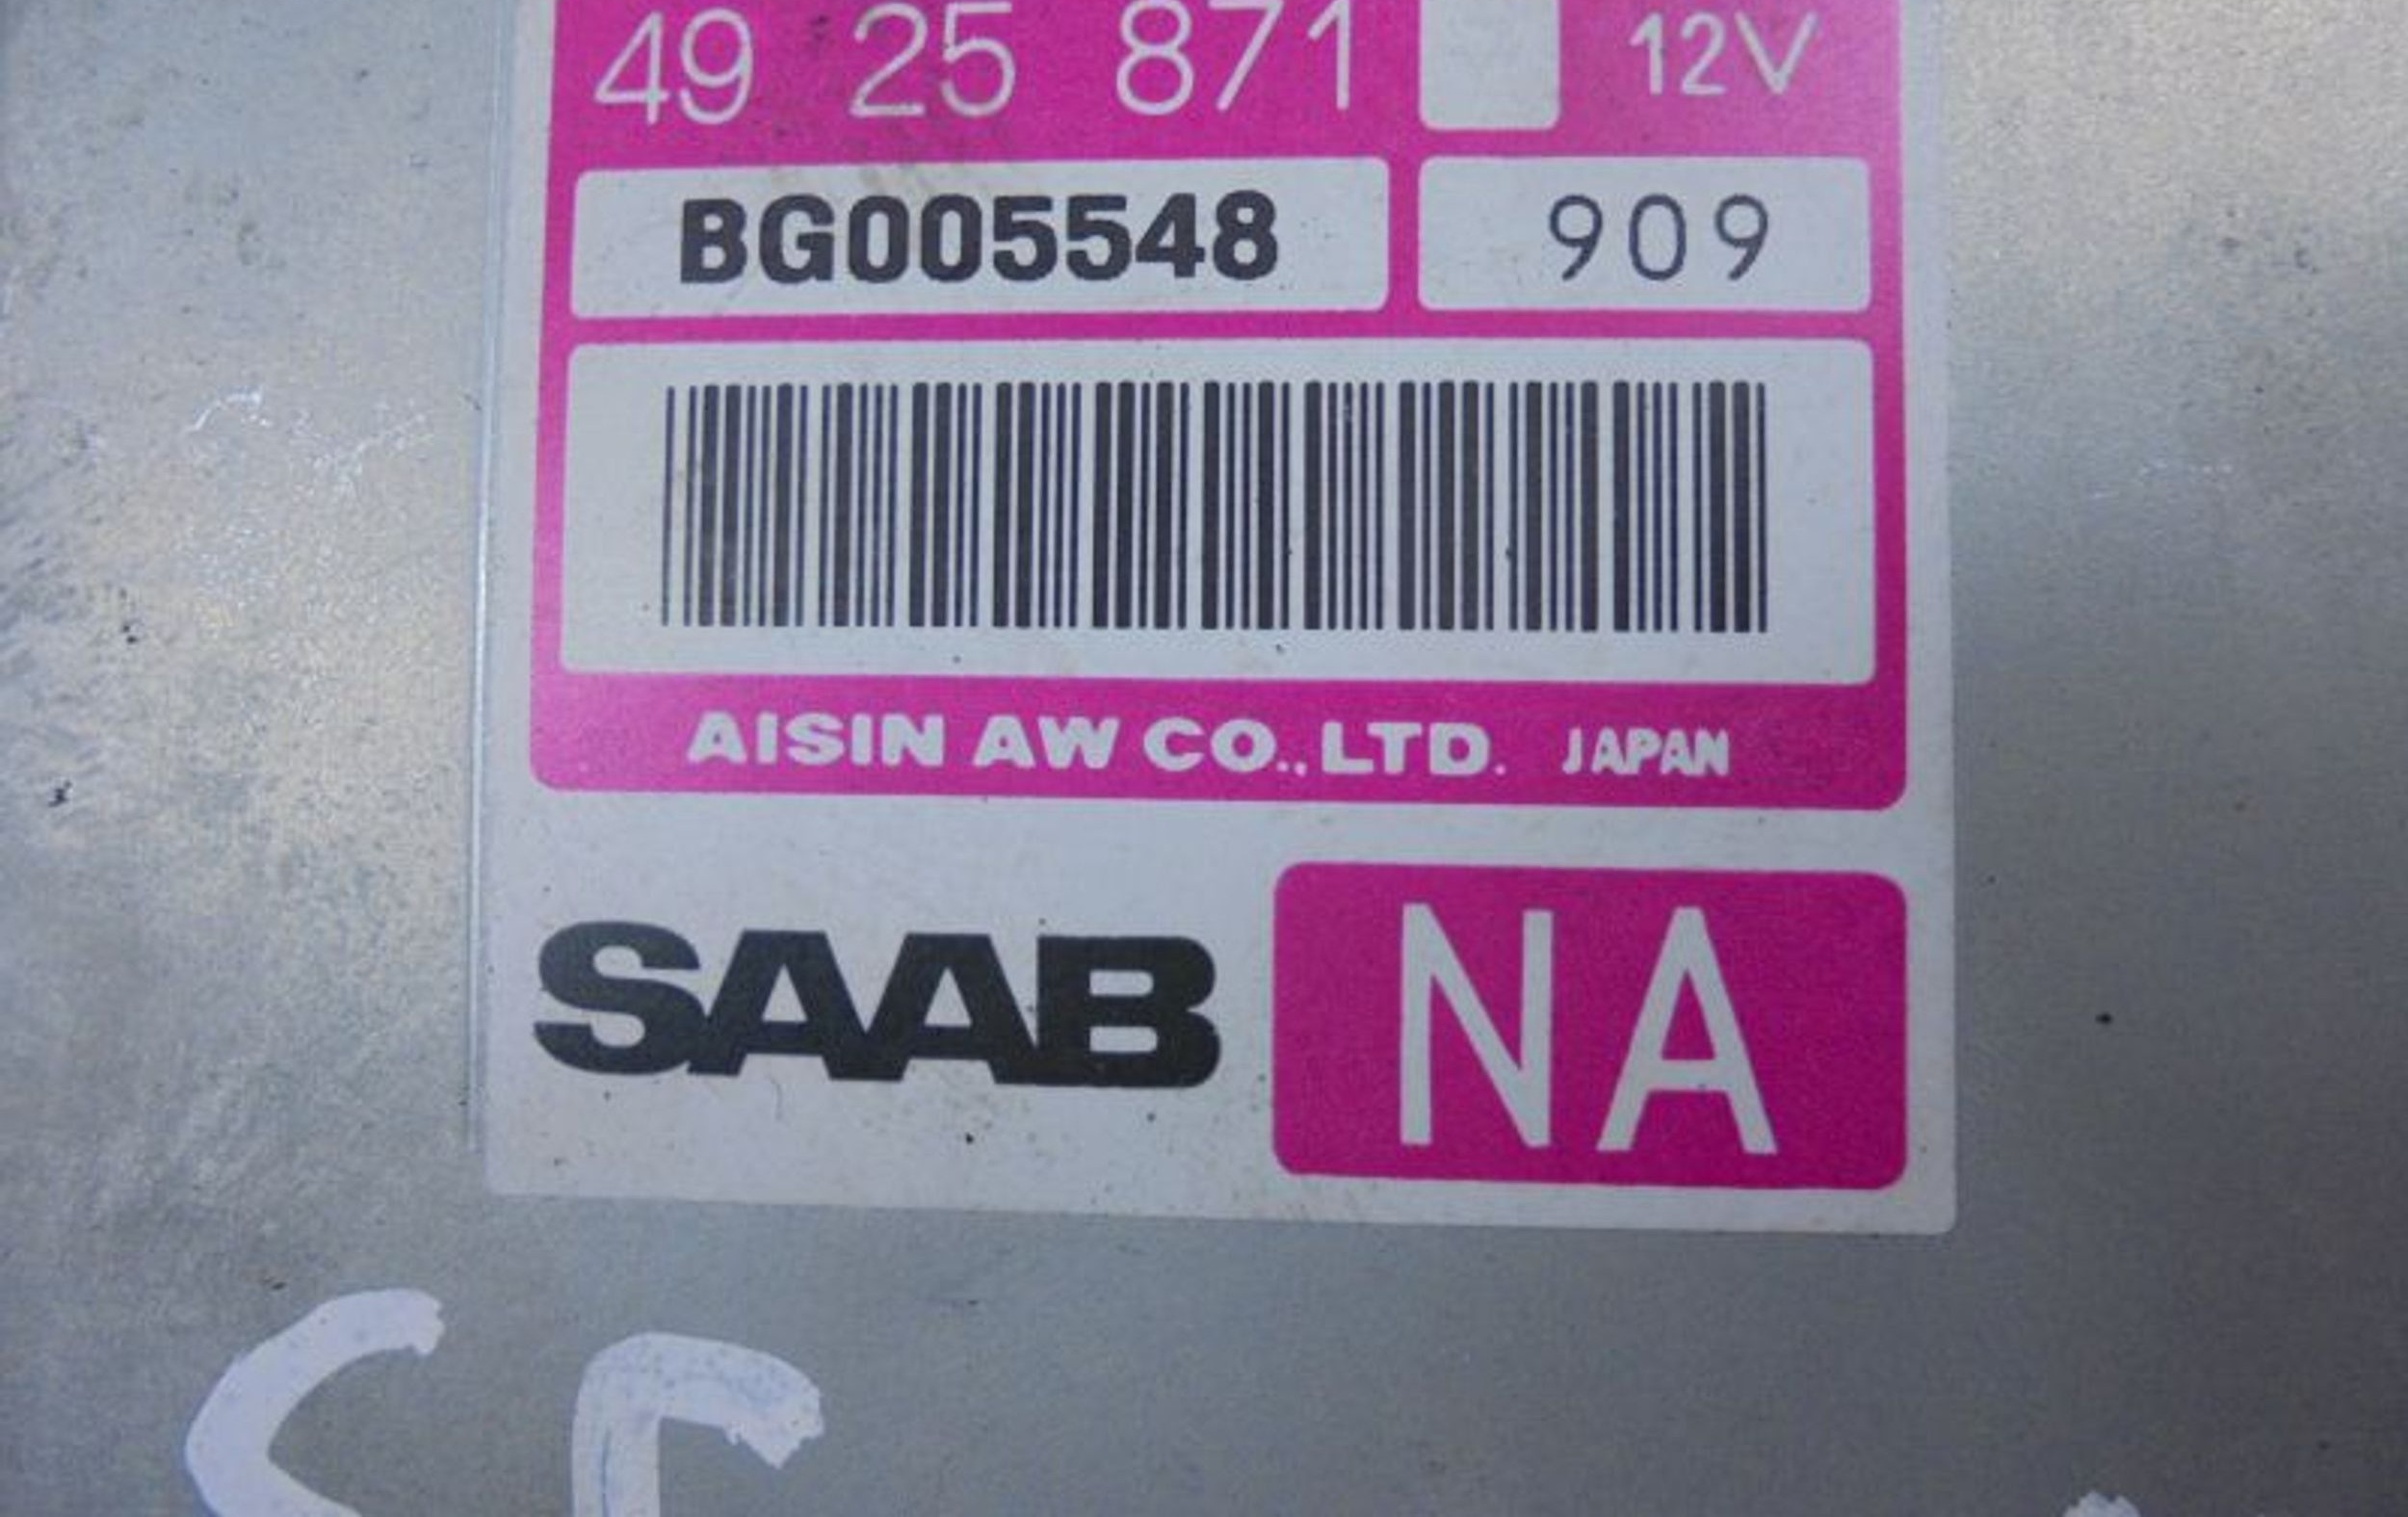 49 25 871 12V
BG005548 909
AISIN AW CO.,LTD. JAPAN
SAAB NA